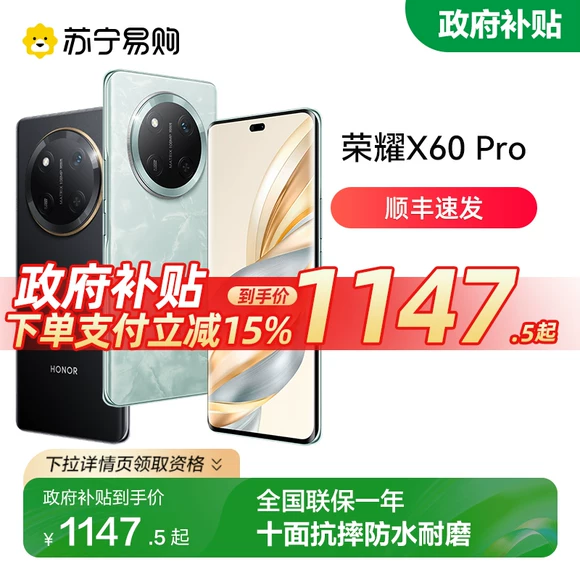 苏宁易购
政府补贴
荣耀X60 Pro
顺丰速发
政府补贴
下单支付立减15%
到手价
1147.5起
HONOR
下拉详情页领取资格
政府补贴到手价
¥1147.5起
全国联保一年
十面抗摔防水耐磨